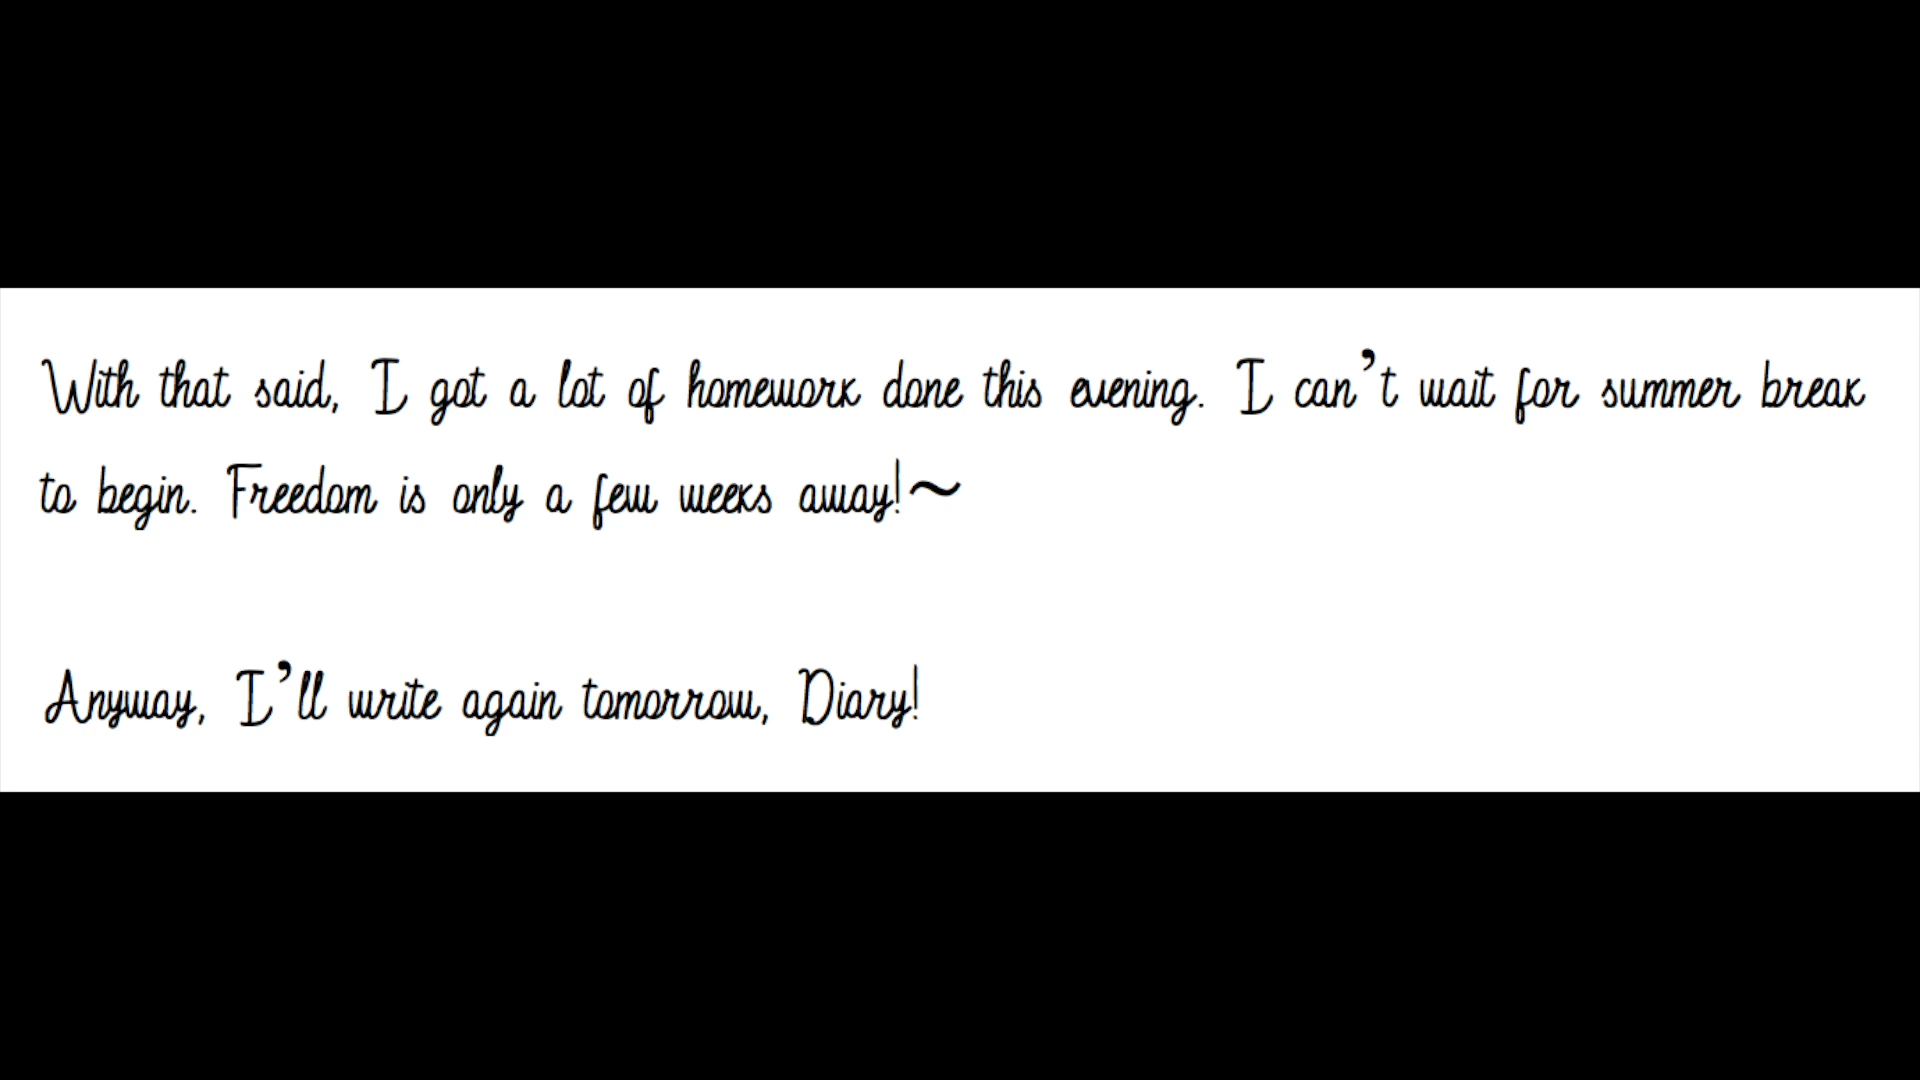 With that said, I got a lot of homework done this evening. I can’t wait for summer break
to begin. Freedom is only a few weeks away!~
Anyway, I’ll write again tomorrow, Diary!